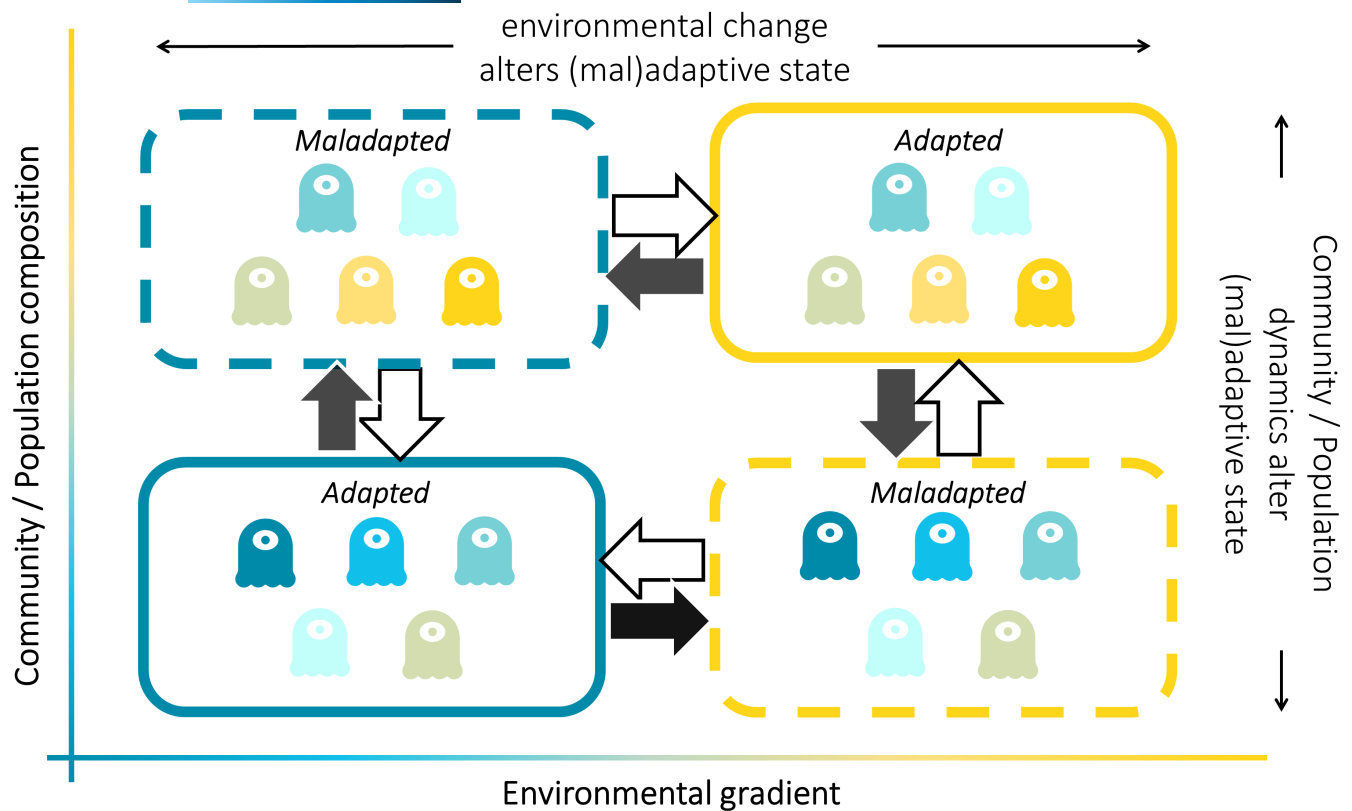 environmental change
alters (mal)adaptive state
Maladapted
Adapted
Community / Population composition
Community / Population
dynamics alter
(mal)adaptive state
Adapted
Maladapted
Environmental gradient